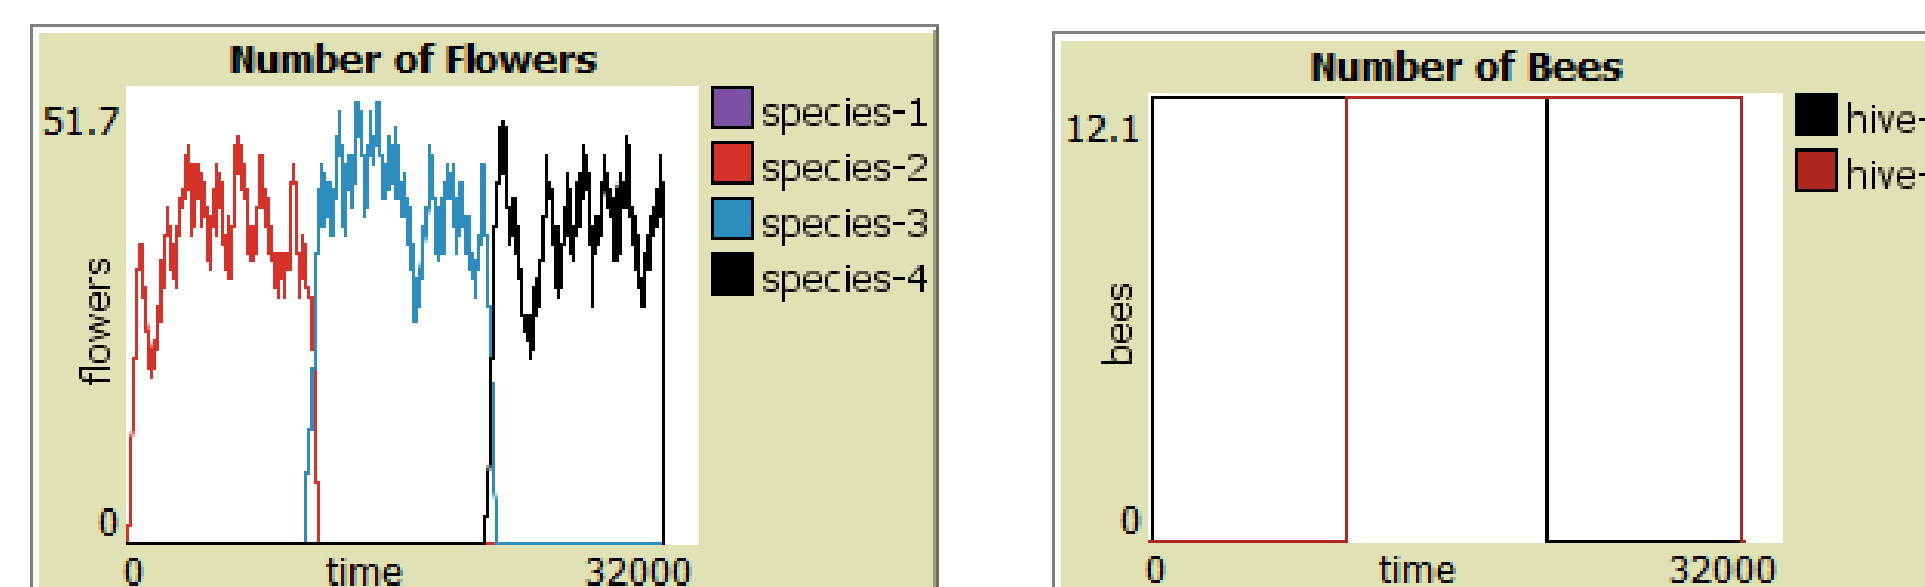 Number of Flowers
51.7
flowers
0
0
time
32000
species-1
species-2
species-3
species-4
Number of Bees
12.1
bees
0
0
time
32000
hive-
hive-